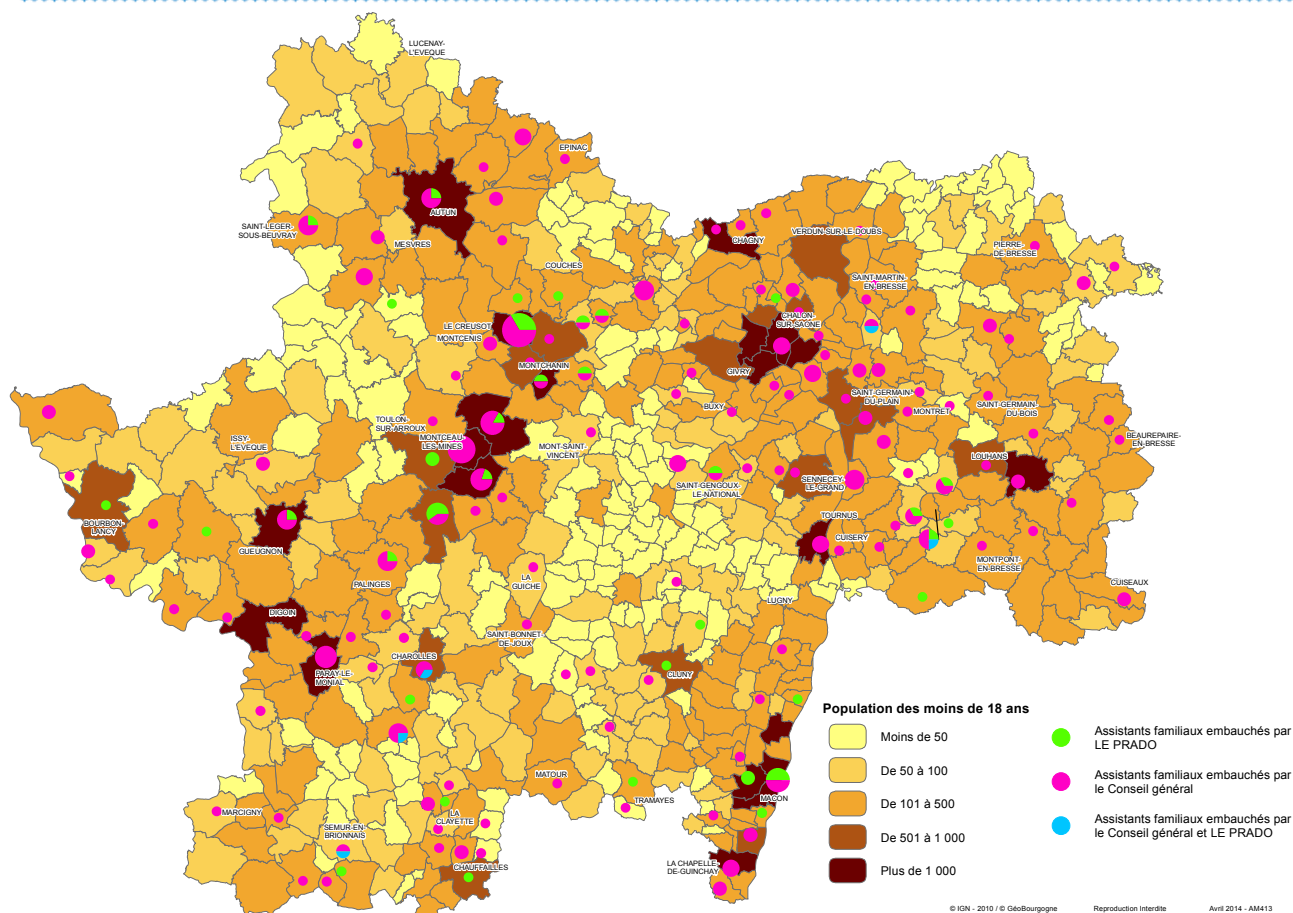 LUCENAY-
L'EVEQUE
EPINAC
AUTUN
SAINT-LEGER-
SOUS-BEUVRAY
MESVRES
CHAGNY
VERDUN-SUR-LE-DOUBS
PIERRE-
DE-BRESSE
COUCHES
SAINT-MARTIN-
EN-BRESSE
LE CREUSOT
MONTCENIS
CHALON-
SUR-SAONE
MONTCHANIN
GIVRY
SAINT-GERMAIN-
DU-PLAIN
MONTRET
SAINT-GERMAIN-
DU-BOIS
BUXY
TOULON-
SUR-ARROUX
MONTCEAU-
LES-MINES
ISSY-
L'EVEQUE
MONT-SAINT-
VINCENT
BEAUREPAIRE-
EN-BRESSE
LOUHANS
SAINT-GENGOUX-
LE-NATIONAL
SENNECEY-
LE-GRAND
BOURBON-
LANCY
TOURNUS
CUISERY
GUEUGNON
MONTPONT-
EN-BRESSE
PALINGES
LA
GUICHE
CUISEAUX
LUGNY
DIGOIN
SAINT-BONNET-
DE-JOUX
CHAROLLES
CLUNY
PARAY-LE-
MONIAL
MATOUR
TRAMAYES
MACON
MARCIGNY
LA
CLAYETTE
SEMUR-EN-
BRIONNAIS
CHAUFFAILLES
LA CHAPELLE-
DE-GUINCHAY
Population des moins de 18 ans
Moins de 50
De 50 à 100
De 101 à 500
De 501 à 1 000
Plus de 1 000
Assistants familiaux embauchés par
LE PRADO
Assistants familiaux embauchés par
le Conseil général
Assistants familiaux embauchés par
le Conseil général et LE PRADO
© IGN - 2010 / © GéoBourgogne Reproduction Interdite Avril 2014 - AM413